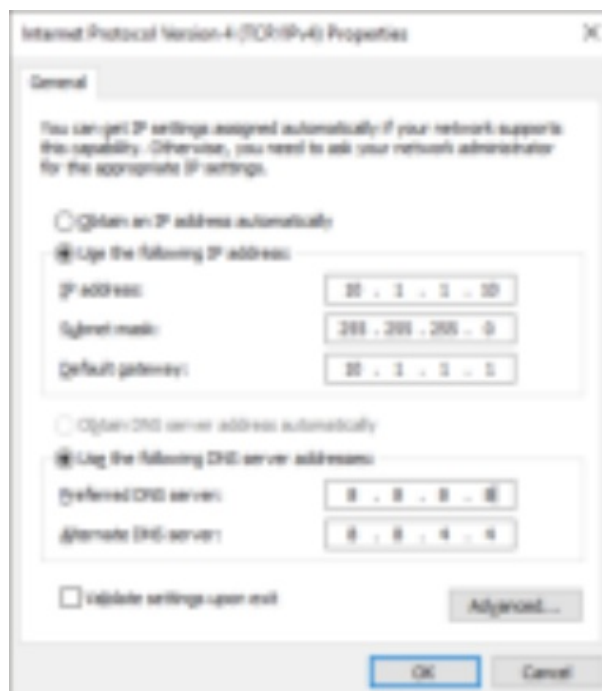 Internet Protocol Version 4 (TCP/IPv4) Properties
General
You can get IP settings assigned automatically if your network supports
this capability. Otherwise, you need to ask your network administrator
for the appropriate IP settings.
Obtain an IP address automatically
Use the following IP address:
IP address: 10 . 1 . 1 . 10
Subnet mask: 255 . 255 . 255 . 0
Default gateway: 10 . 1 . 1 . 1
Obtain DNS server address automatically
Use the following DNS server addresses:
Preferred DNS server: 8 . 8 . 8 . 8
Alternate DNS server: 8 . 8 . 4 . 4
Validate settings upon exit
Advanced...
OK Cancel